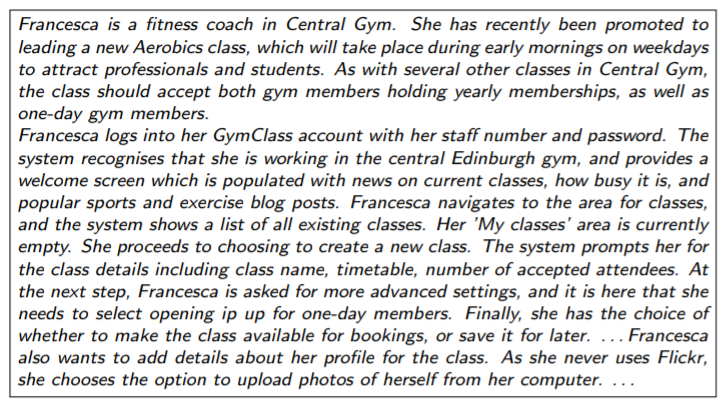 Francesca is a fitness coach in Central Gym. She has recently been promoted to
leading a new Aerobics class, which will take place during early mornings on weekdays
to attract professionals and students. As with several other classes in Central Gym,
the class should accept both gym members holding yearly memberships, as well as
one-day gym members.
Francesca logs into her GymClass account with her staff number and password. The
system recognises that she is working in the central Edinburgh gym, and provides a
welcome screen which is populated with news on current classes, how busy it is, and
popular sports and exercise blog posts. Francesca navigates to the area for classes,
and the system shows a list of all existing classes. Her 'My classes' area is currently
empty. She proceeds to choosing to create a new class. The system prompts her for
the class details including class name, timetable, number of accepted attendees. At
the next step, Francesca is asked for more advanced settings, and it is here that she
needs to select opening ip up for one-day members. Finally, she has the choice of
whether to make the class available for bookings, or save it for later. ... Francesca
also wants to add details about her profile for the class. As she never uses Flickr,
she chooses the option to upload photos of herself from her computer. ...